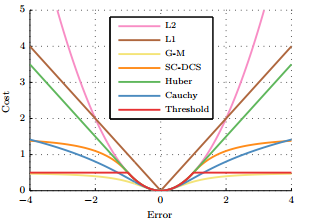 5
4
3
2
1
0
Cost
L2
L1
G-M
SC-DCS
Huber
Cauchy
Threshold
−4
−2
0
2
4
Error